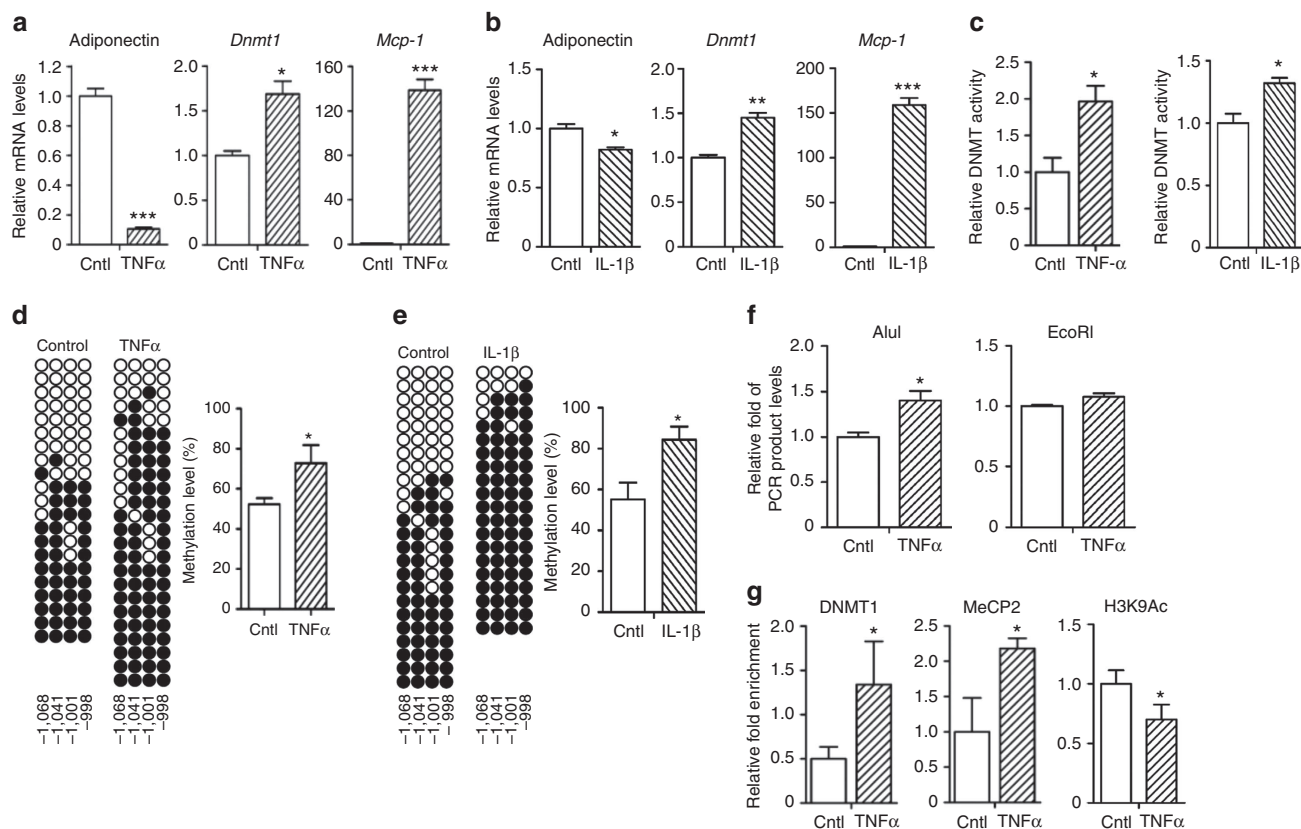 a
Adiponectin
Dnmt1
Mcp-1
Relative mRNA levels
1.2
1.0
0.8
0.6
0.4
0.2
0
***
Cntl TNFα
2.0
1.5
1.0
0.5
0
*
Cntl TNFα
160
120
80
40
0
***
Cntl TNFα
b
Adiponectin
Dnmt1
Mcp-1
Relative mRNA levels
1.5
1.0
0.5
0
*
Cntl IL-1β
2.0
1.5
1.0
0.5
0
**
Cntl IL-1β
200
150
100
50
0
***
Cntl IL-1β
c
Relative DNMT activity
2.5
2.0
1.5
1.0
0.5
0
*
Cntl TNF-α
Relative DNMT activity
1.5
1.0
0.5
0
*
Cntl IL-1β
d
Control
TNFα
–1,068
–1,041
–1,001
–998
–1,068
–1,041
–1,001
–998
Methylation level (%)
100
80
60
40
20
0
*
Cntl TNFα
e
Control
IL-1β
–1,068
–1,041
–1,001
–998
–1,068
–1,041
–1,001
–998
Methylation level (%)
100
80
60
40
20
0
*
Cntl IL-1β
f
AluI
EcoRI
Relative fold of
PCR product levels
2.0
1.5
1.0
0.5
0
*
Cntl TNFα
1.5
1.0
0.5
0
Cntl TNFα
g
DNMT1
MeCP2
H3K9Ac
Relative fold enrichment
2.0
1.5
1.0
0.5
0
*
Cntl TNFα
2.5
2.0
1.5
1.0
0.5
0
*
Cntl TNFα
1.5
1.0
0.5
0
*
Cntl TNFα